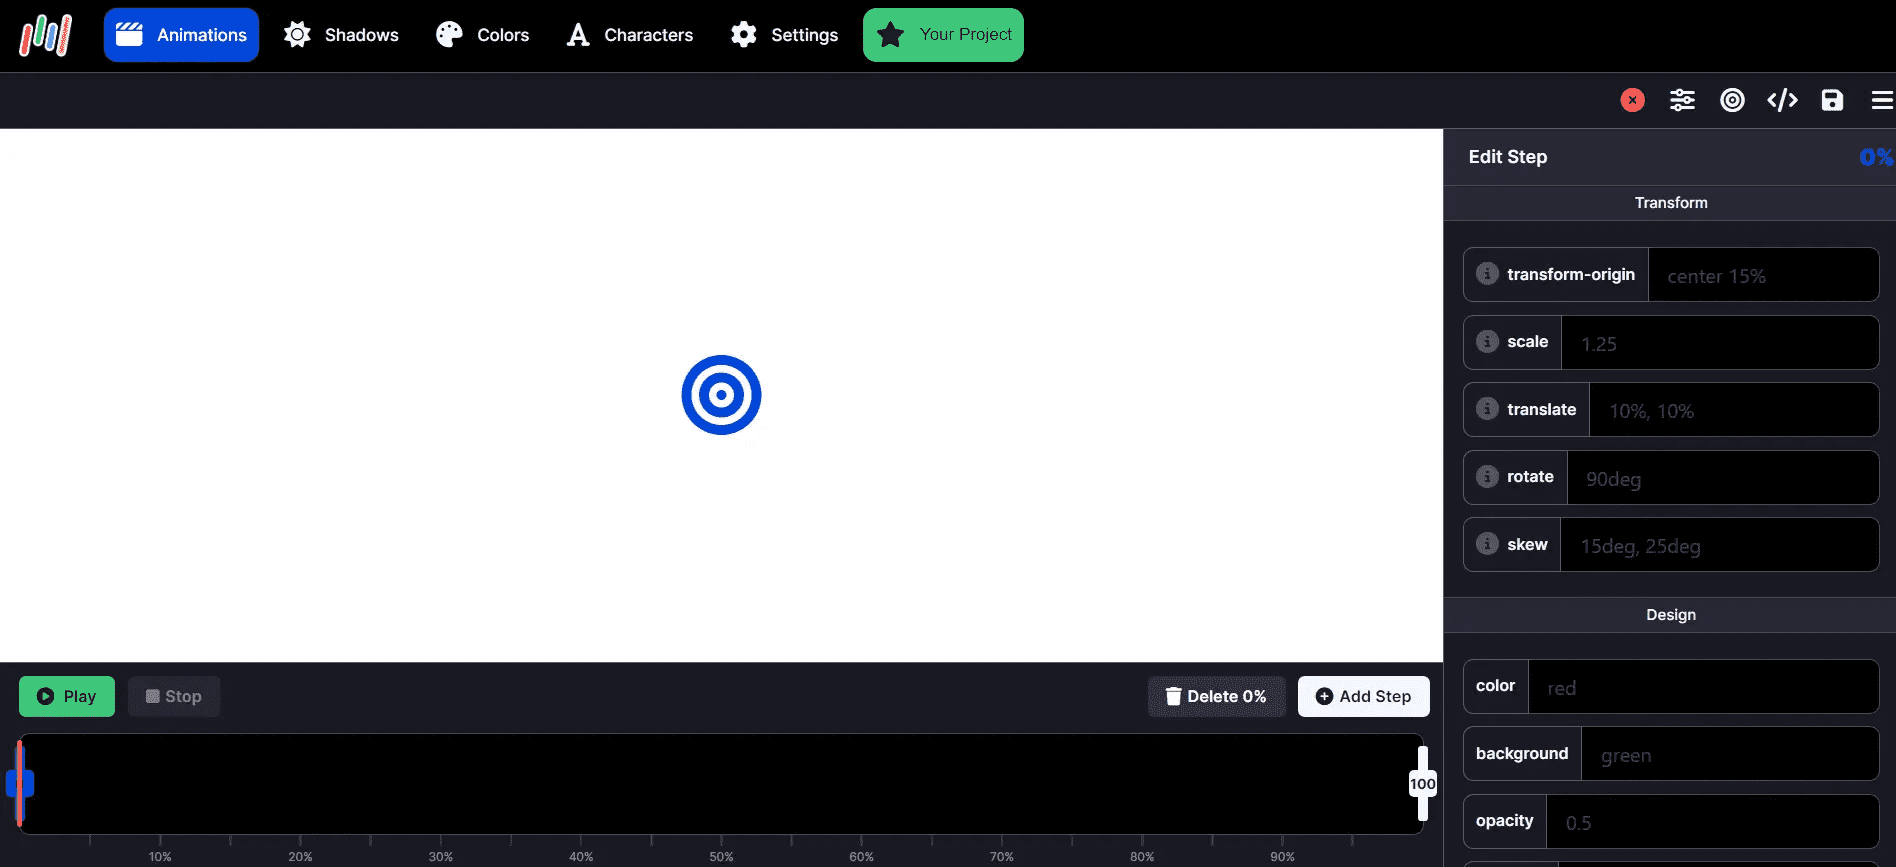 Animations Shadows Colors Characters Settings Your Project
Edit Step 0%
Transform
transform-origin center 15%
scale 1.25
translate 10%, 10%
rotate 90deg
skew 15deg, 25deg
Design
color red
background green
opacity 0.5
Play Stop Delete 0% Add Step
100
10% 20% 30% 40% 50% 60% 70% 80% 90%